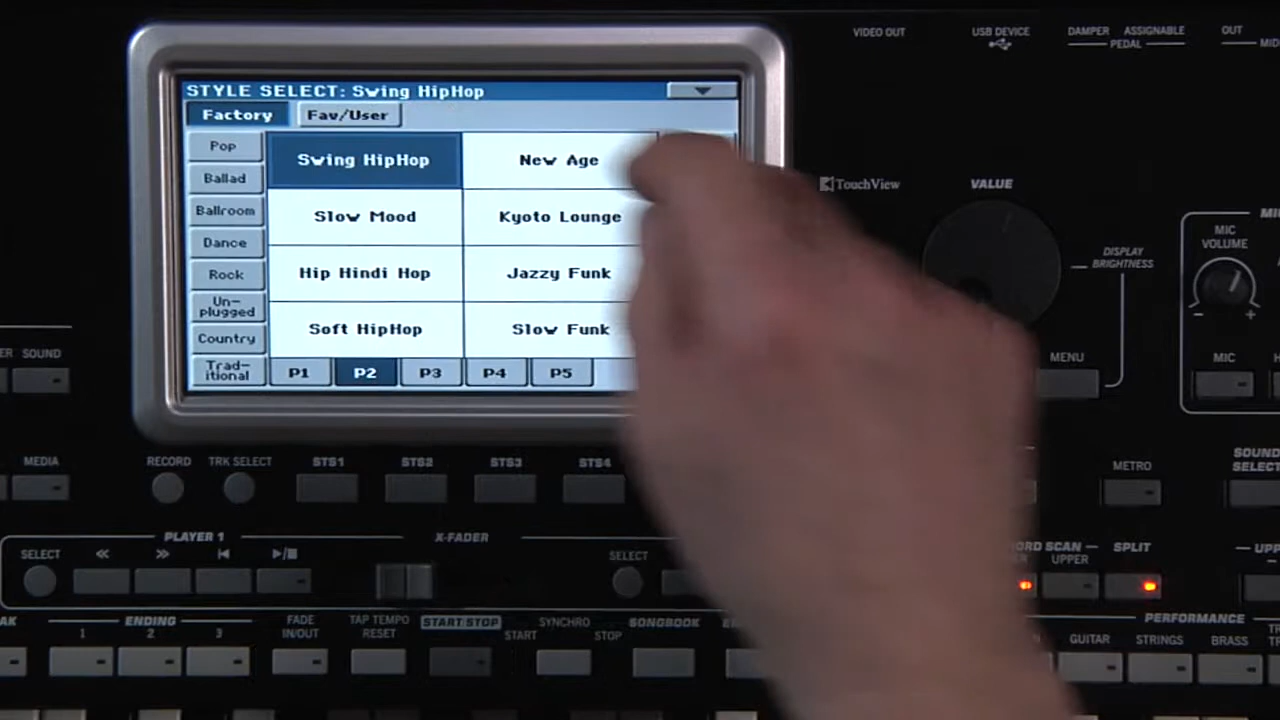 VIDEO OUT
USB DEVICE
DAMPER ASSIGNABLE
PEDAL
OUT
STYLE SELECT: Swing HipHop
Factory
Fav/User
Pop
Ballad
Ballroom
Dance
Rock
Un-
plugged
Country
Trad-
itional
Swing HipHop
New Age
Slow Mood
Kyoto Lounge
Hip Hindi Hop
Jazzy Funk
Soft HipHop
Slow Funk
P1
P2
P3
P4
P5
TouchView
VALUE
DISPLAY
BRIGHTNESS
MIC
VOLUME
- +
MENU
MIC
SOUND
MEDIA
RECORD
TRK SELECT
STS1
STS2
STS3
STS4
METRO
SOUND
SELECT
PLAYER 1
X-FADER
SELECT
SELECT
SCAN
UPPER
SPLIT
ENDING
1
2
3
FADE
IN/OUT
TAP TEMPO
RESET
START STOP
SYNCHRO
START
STOP
SONGBOOK
PERFORMANCE
GUITAR
STRINGS
BRASS